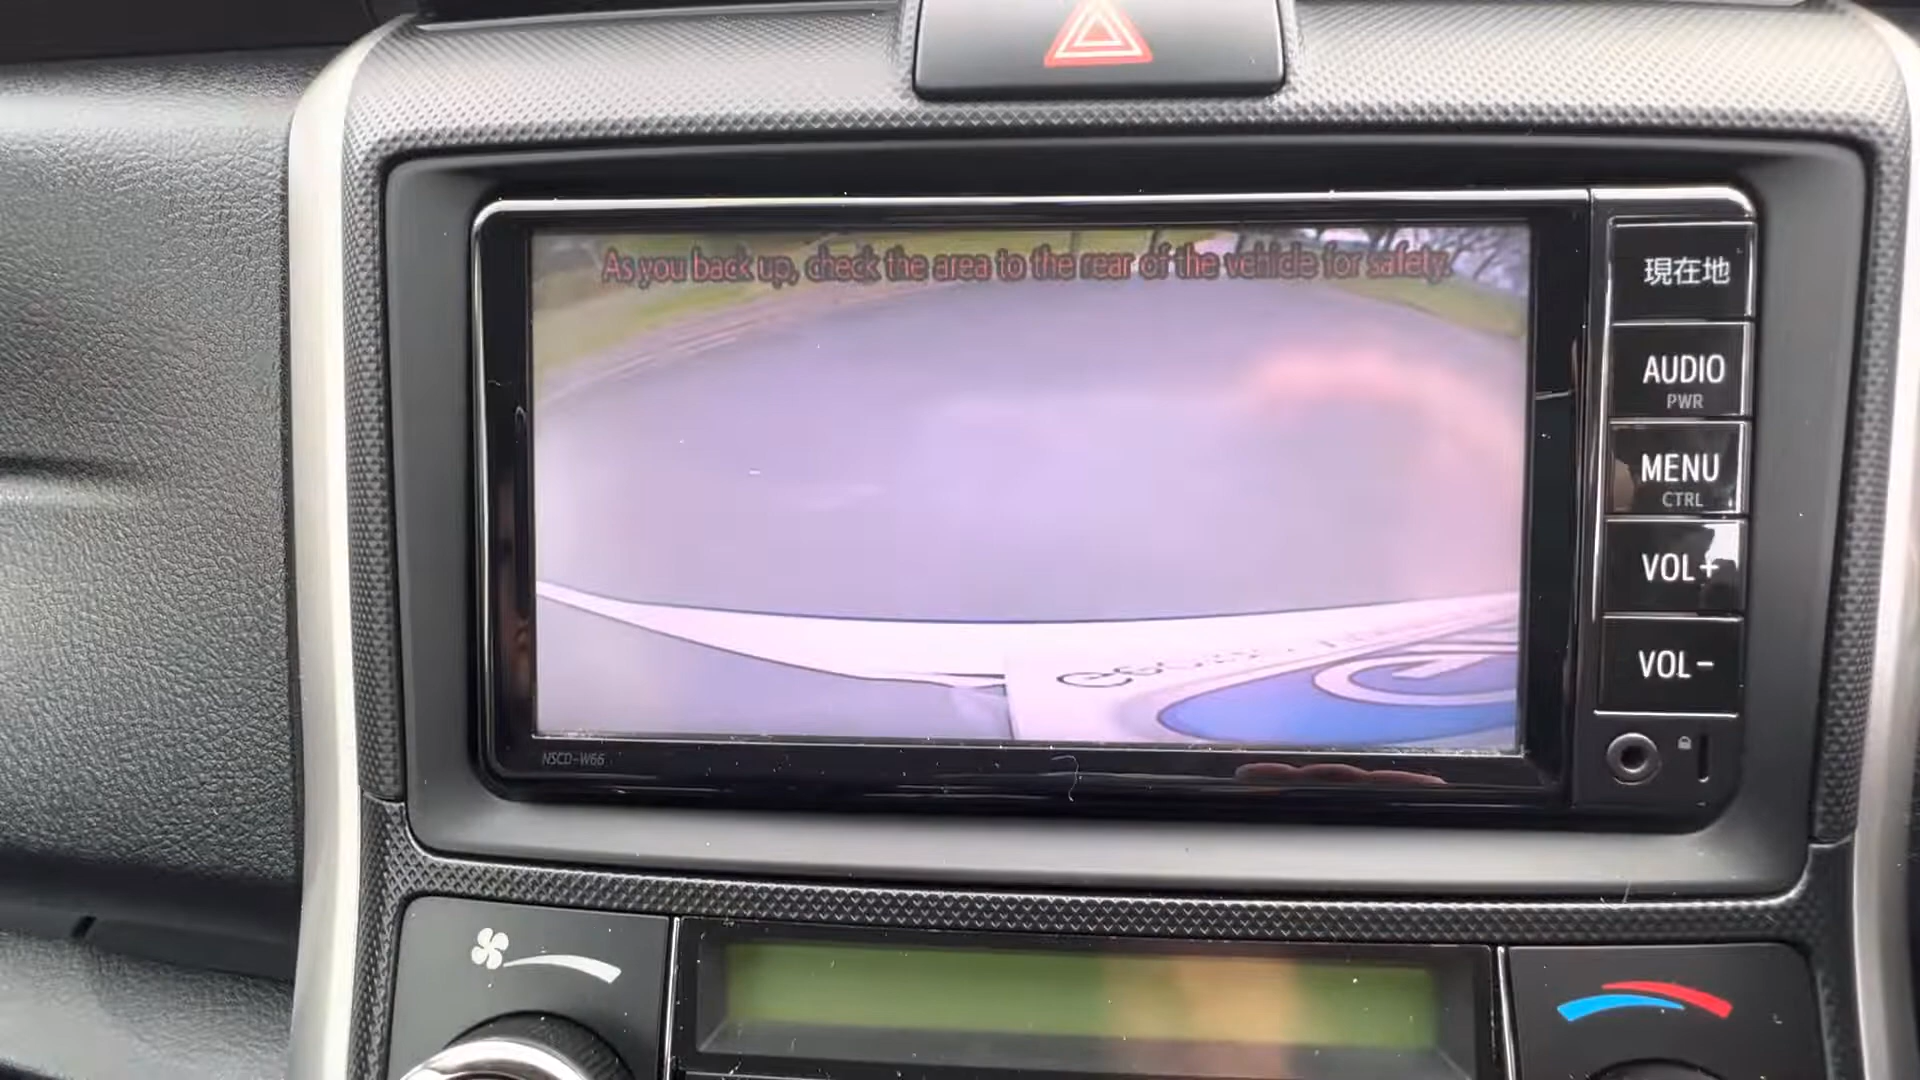 As you back up, check the area to the rear of the vehicle for safety.
現在地
AUDIO
PWR
MENU
CTRL
VOL+
VOL-
NSCD-W66